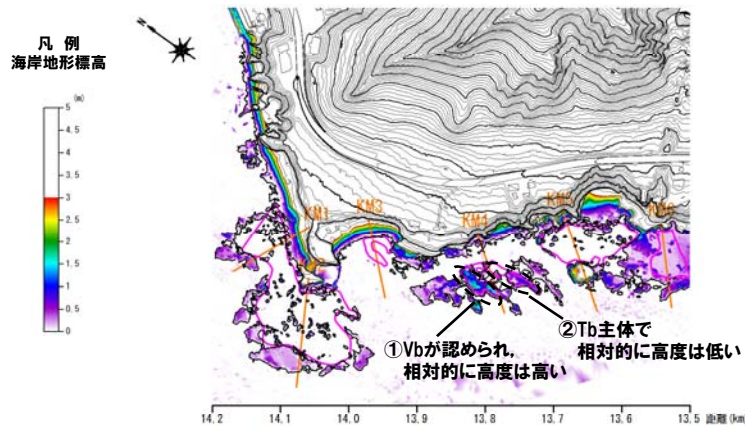 N
凡 例
海岸地形標高
(m)
5
4.5
4
3.5
3
2.5
2
1.5
1
0.5
0
KM1
KM3
KM4
KM5
①Vbが認められ,
相対的に高度は高い
②Tb主体で
相対的に高度は低い
14.2 14.1 14.0 13.9 13.8 13.7 13.6 13.5 距離(km)